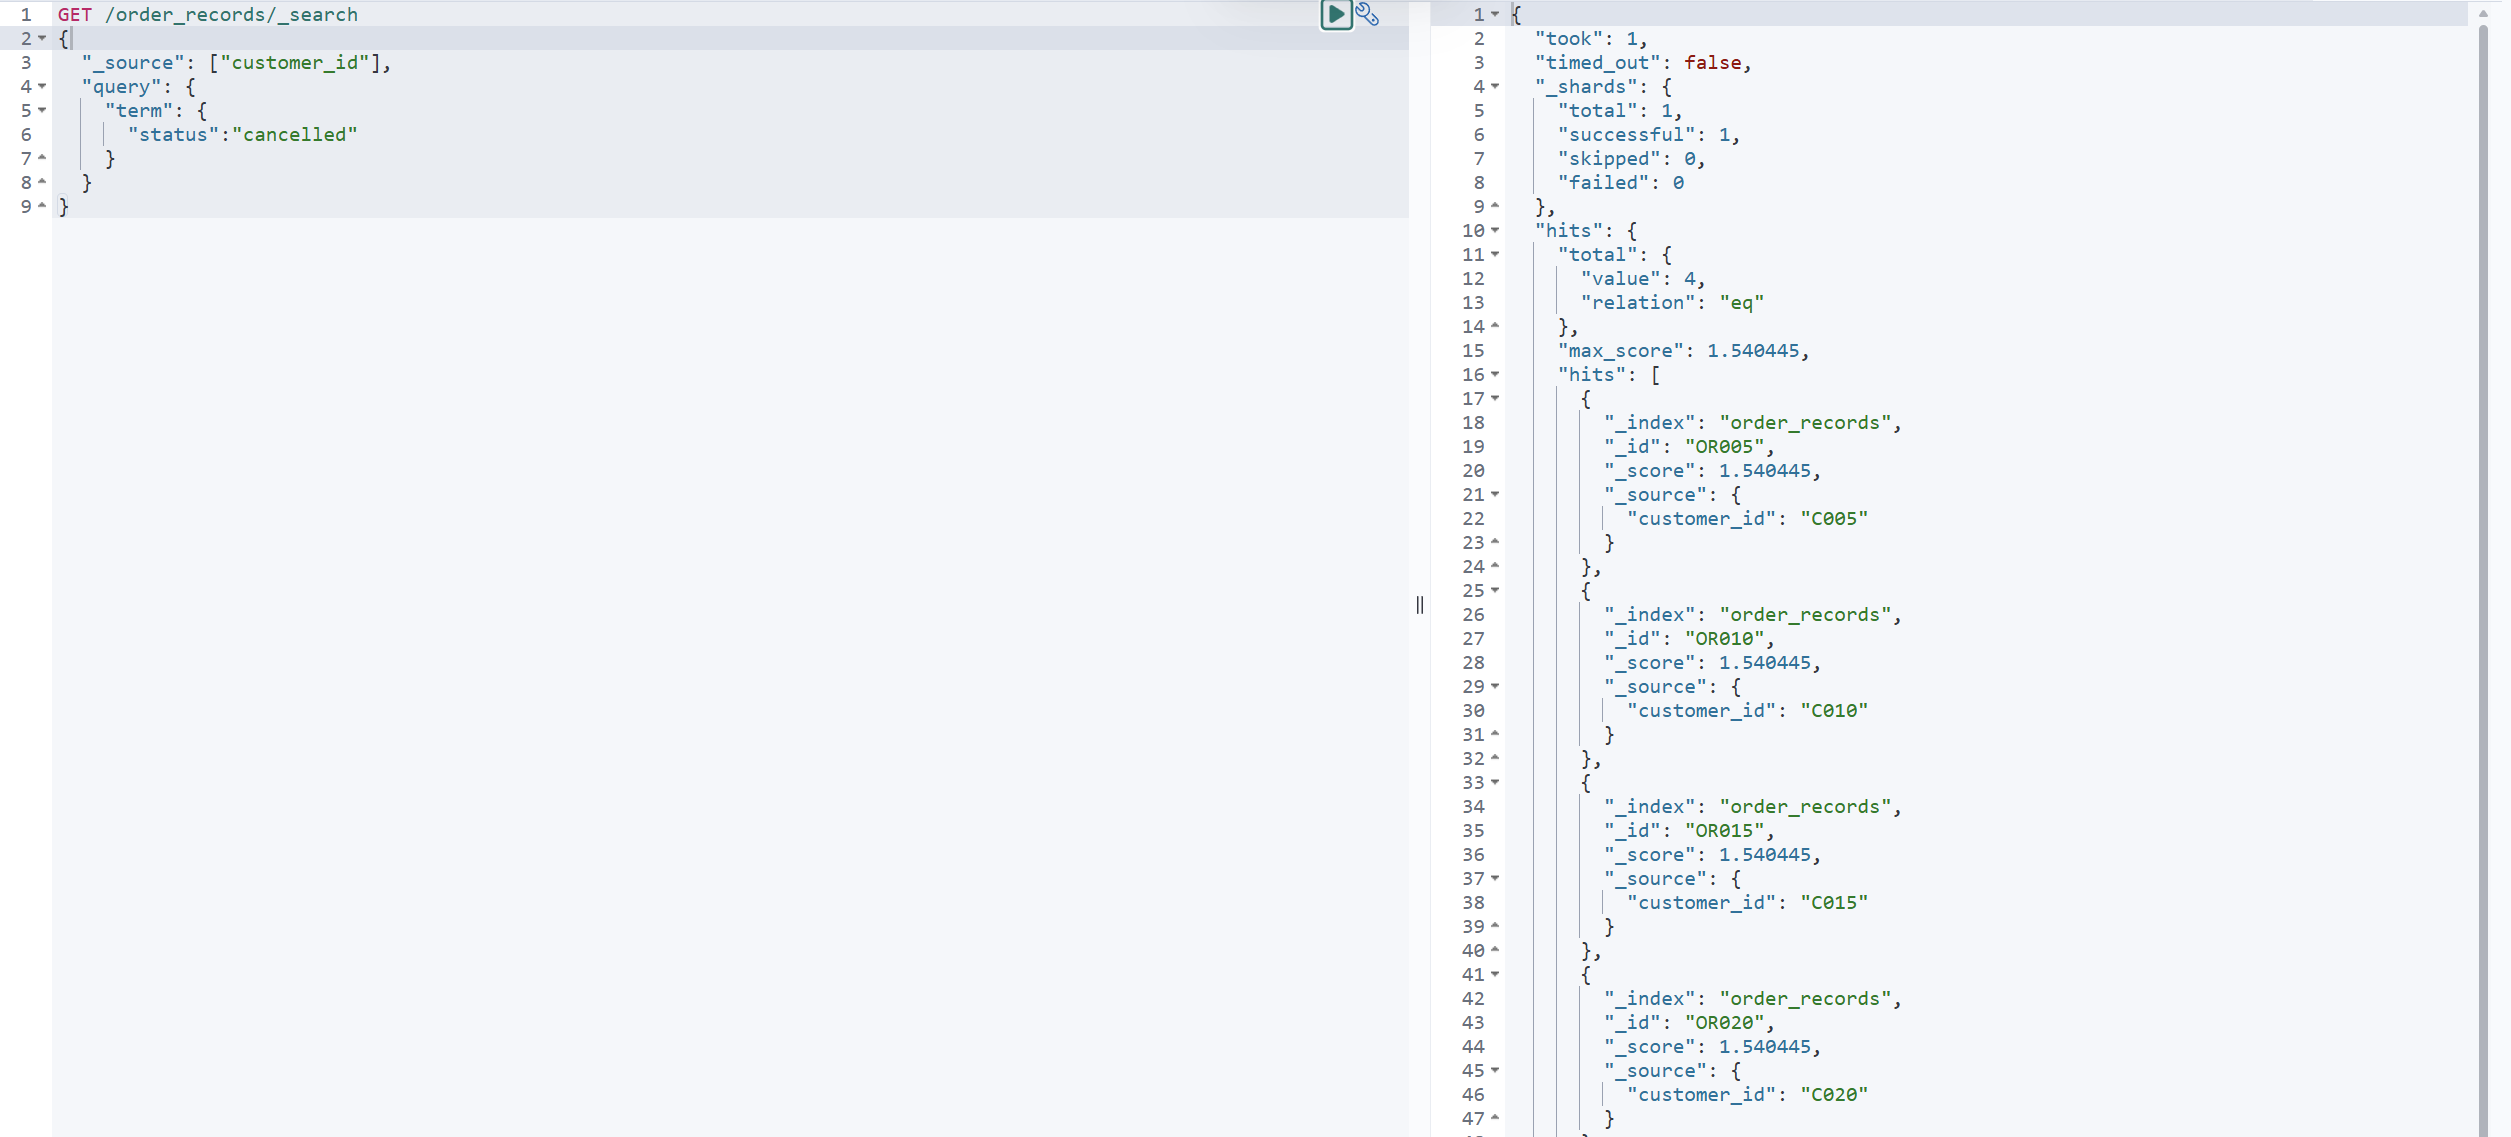 1 GET /order_records/_search
2 {
3 "_source": ["customer_id"],
4 "query": {
5 "term": {
6 "status":"cancelled"
7 }
8 }
9 }
1 {
2 "took": 1,
3 "timed_out": false,
4 "_shards": {
5 "total": 1,
6 "successful": 1,
7 "skipped": 0,
8 "failed": 0
9 },
10 "hits": {
11 "total": {
12 "value": 4,
13 "relation": "eq"
14 },
15 "max_score": 1.540445,
16 "hits": [
17 {
18 "_index": "order_records",
19 "_id": "OR005",
20 "_score": 1.540445,
21 "_source": {
22 "customer_id": "C005"
23 }
24 },
25 {
26 "_index": "order_records",
27 "_id": "OR010",
28 "_score": 1.540445,
29 "_source": {
30 "customer_id": "C010"
31 }
32 },
33 {
34 "_index": "order_records",
35 "_id": "OR015",
36 "_score": 1.540445,
37 "_source": {
38 "customer_id": "C015"
39 }
40 },
41 {
42 "_index": "order_records",
43 "_id": "OR020",
44 "_score": 1.540445,
45 "_source": {
46 "customer_id": "C020"
47 }